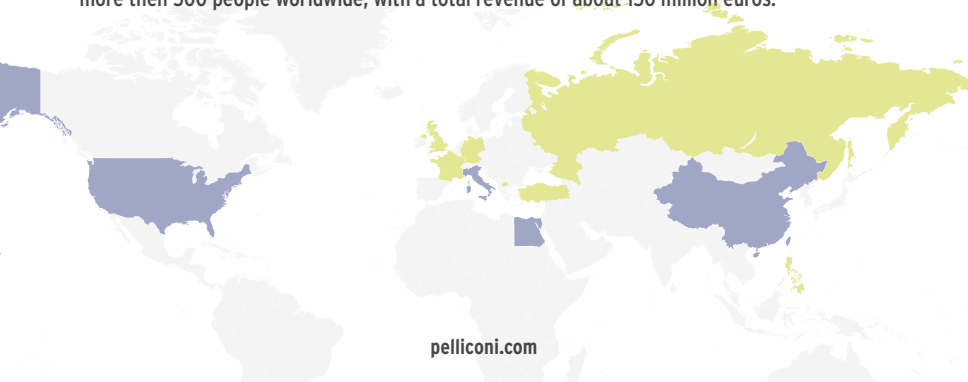 more then 500 people worldwide, with a total revenue of about 150 million euros.
pelliconi.com